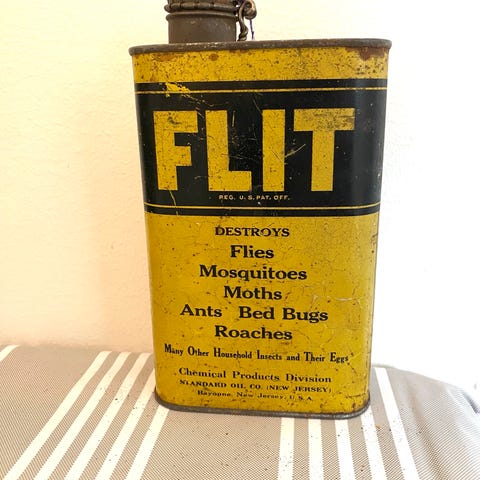 FLIT
REG. U. S. PAT. OFF.
DESTROYS
Flies
Mosquitoes
Moths
Ants Bed Bugs
Roaches
Many Other Household Insects and Their Eggs
Chemical Products Division
STANDARD OIL CO. (NEW JERSEY)
Bayonne, New Jersey, U.S.A.